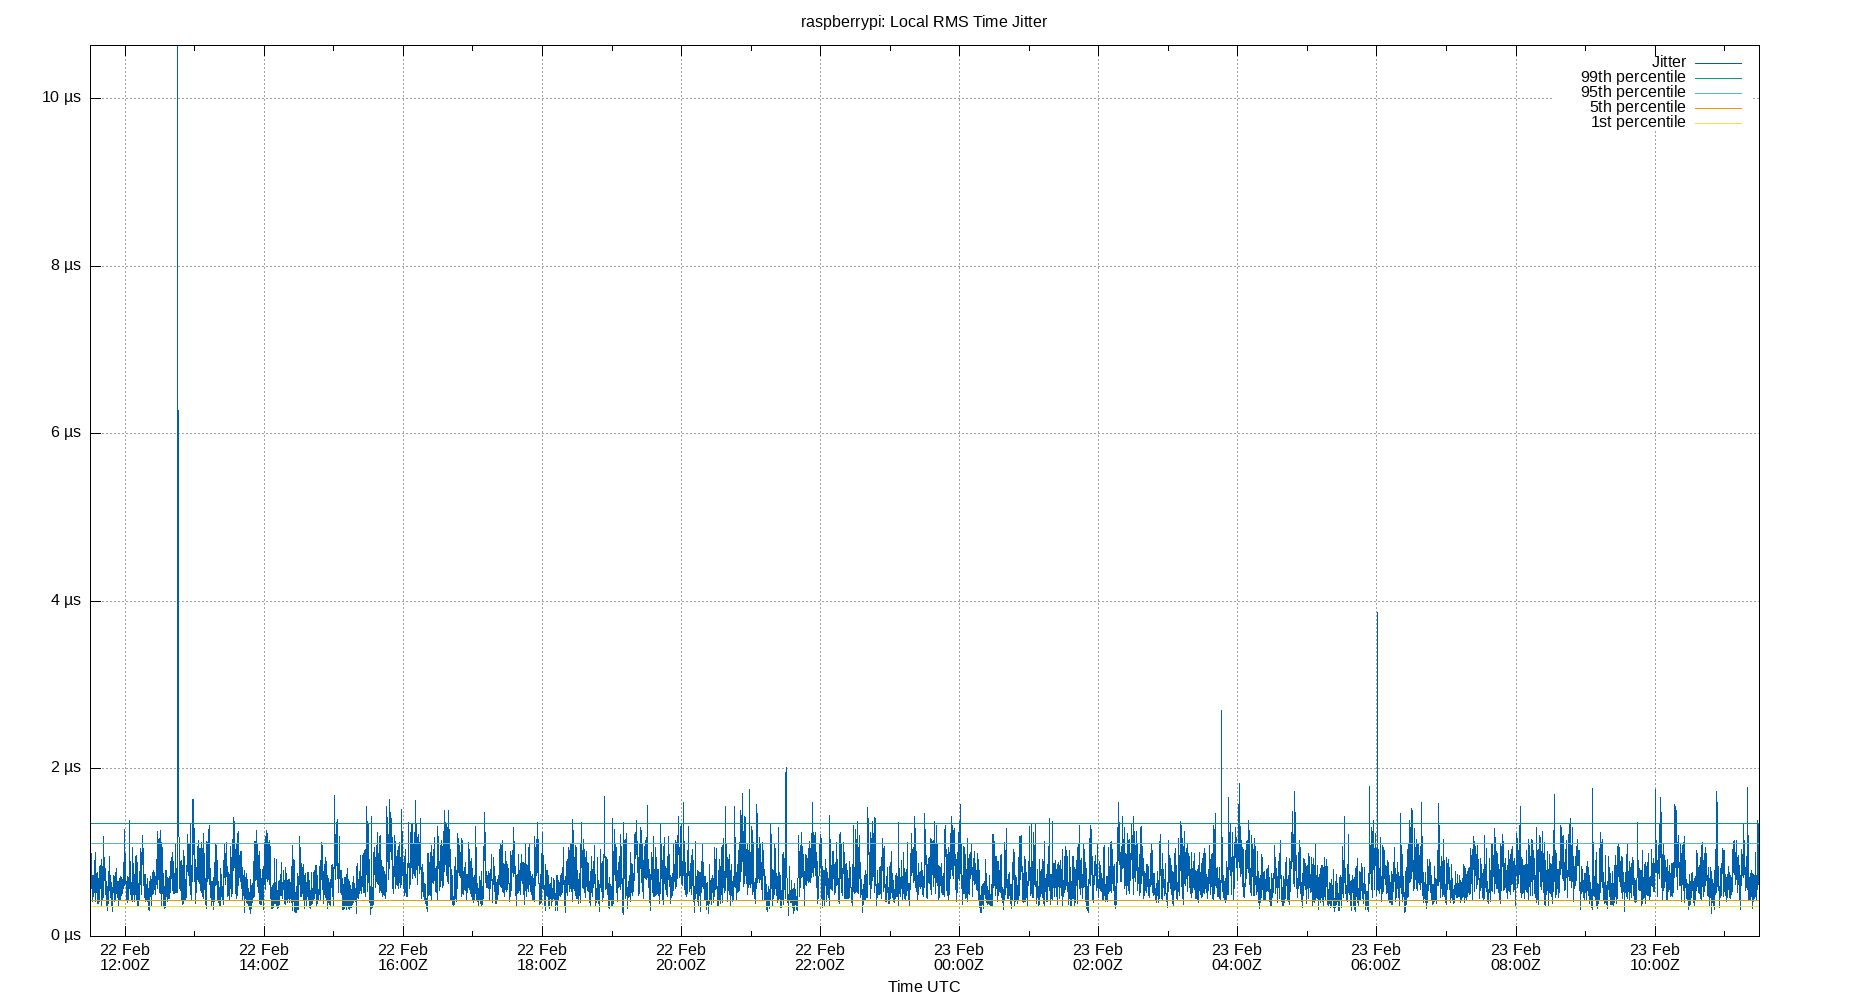 raspberrypi: Local RMS Time Jitter
Jitter
99th percentile
95th percentile
5th percentile
1st percentile
10 µs
8 µs
6 µs
4 µs
2 µs
0 µs
22 Feb 22 Feb 22 Feb 22 Feb 22 Feb 22 Feb 23 Feb 23 Feb 23 Feb 23 Feb 23 Feb 23 Feb
12:00Z 14:00Z 16:00Z 18:00Z 20:00Z 22:00Z 00:00Z 02:00Z 04:00Z 06:00Z 08:00Z 10:00Z
Time UTC